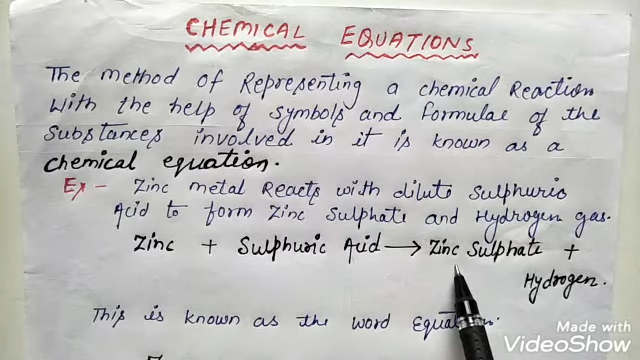 CHEMICAL EQUATIONS
The method of Representing a chemical Reaction
With the help of symbols and formulae of the
Substances involved in it is known as a
chemical equation.
Ex - Zinc metal Reacts with dilute Sulphuric
Acid to form Zinc Sulphate and Hydrogen gas.
Zinc + Sulphuric Acid → Zinc Sulphate +
Hydrogen.
This is known as the word Equation.
Made with
VideoShow